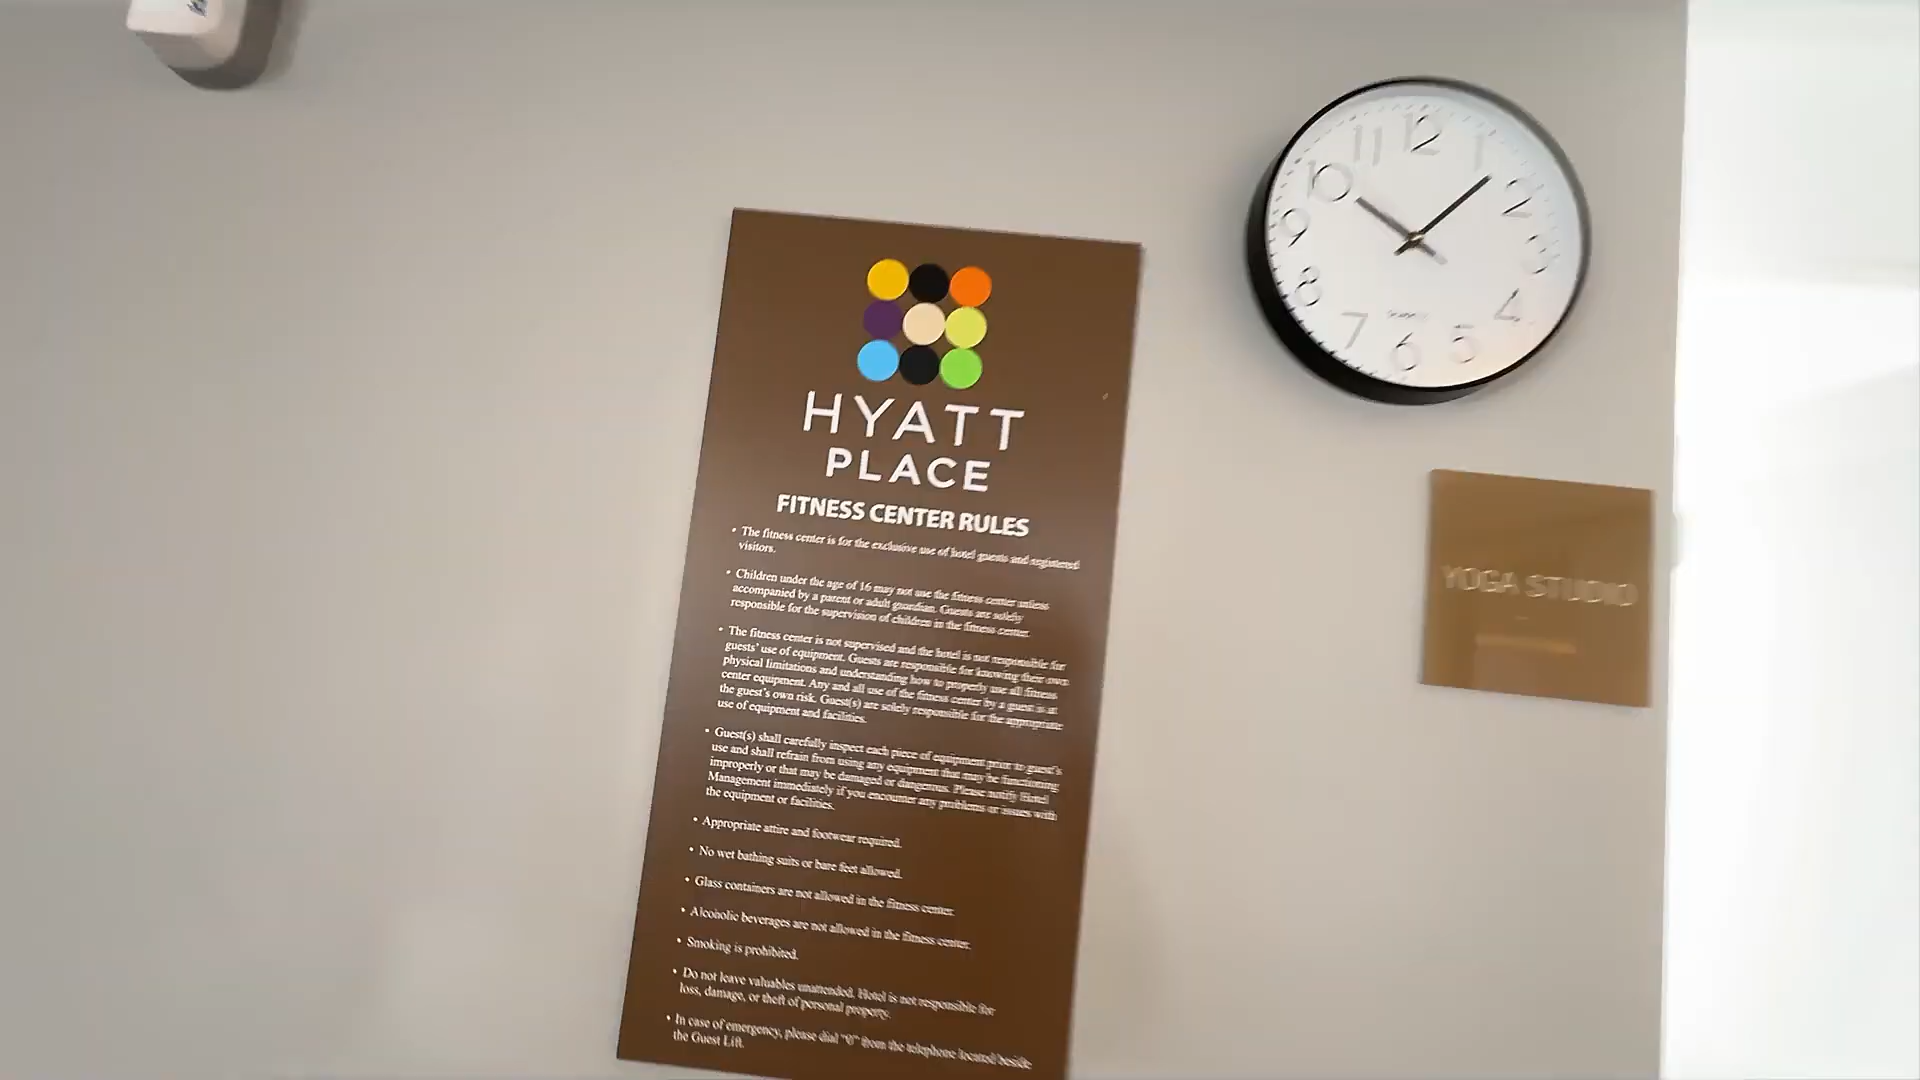 HYATT
PLACE
FITNESS CENTER RULES
• The fitness center is for the exclusive use of hotel guests and registered
visitors.
• Children under the age of 16 may not use the fitness center unless
accompanied by a parent or adult guardian. Guests are solely
responsible for the supervision of children in the fitness center.
• The fitness center is not supervised and the hotel is not responsible for
guests' use of equipment. Guests are responsible for knowing their own
physical limitations and understanding how to properly use all fitness
center equipment. Any and all use of the fitness center by a guest is at
the guest's own risk. Guest(s) are solely responsible for the appropriate
use of equipment and facilities.
• Guest(s) shall carefully inspect each piece of equipment prior to guest's
use and shall refrain from using any equipment that may be functioning
improperly or that may be damaged or dangerous. Please notify Hotel
Management immediately if you encounter any problems or issues with
the equipment or facilities.
• Appropriate attire and footwear required.
• No wet bathing suits or bare feet allowed.
• Glass containers are not allowed in the fitness center.
• Alcoholic beverages are not allowed in the fitness center.
• Smoking is prohibited.
• Do not leave valuables unattended. Hotel is not responsible for
loss, damage, or theft of personal property.
• In case of emergency, please dial "0" from the telephone located beside
the Guest Lift.
12
1
2
3
4
5
6
7
8
9
10
11
YOGA STUDIO